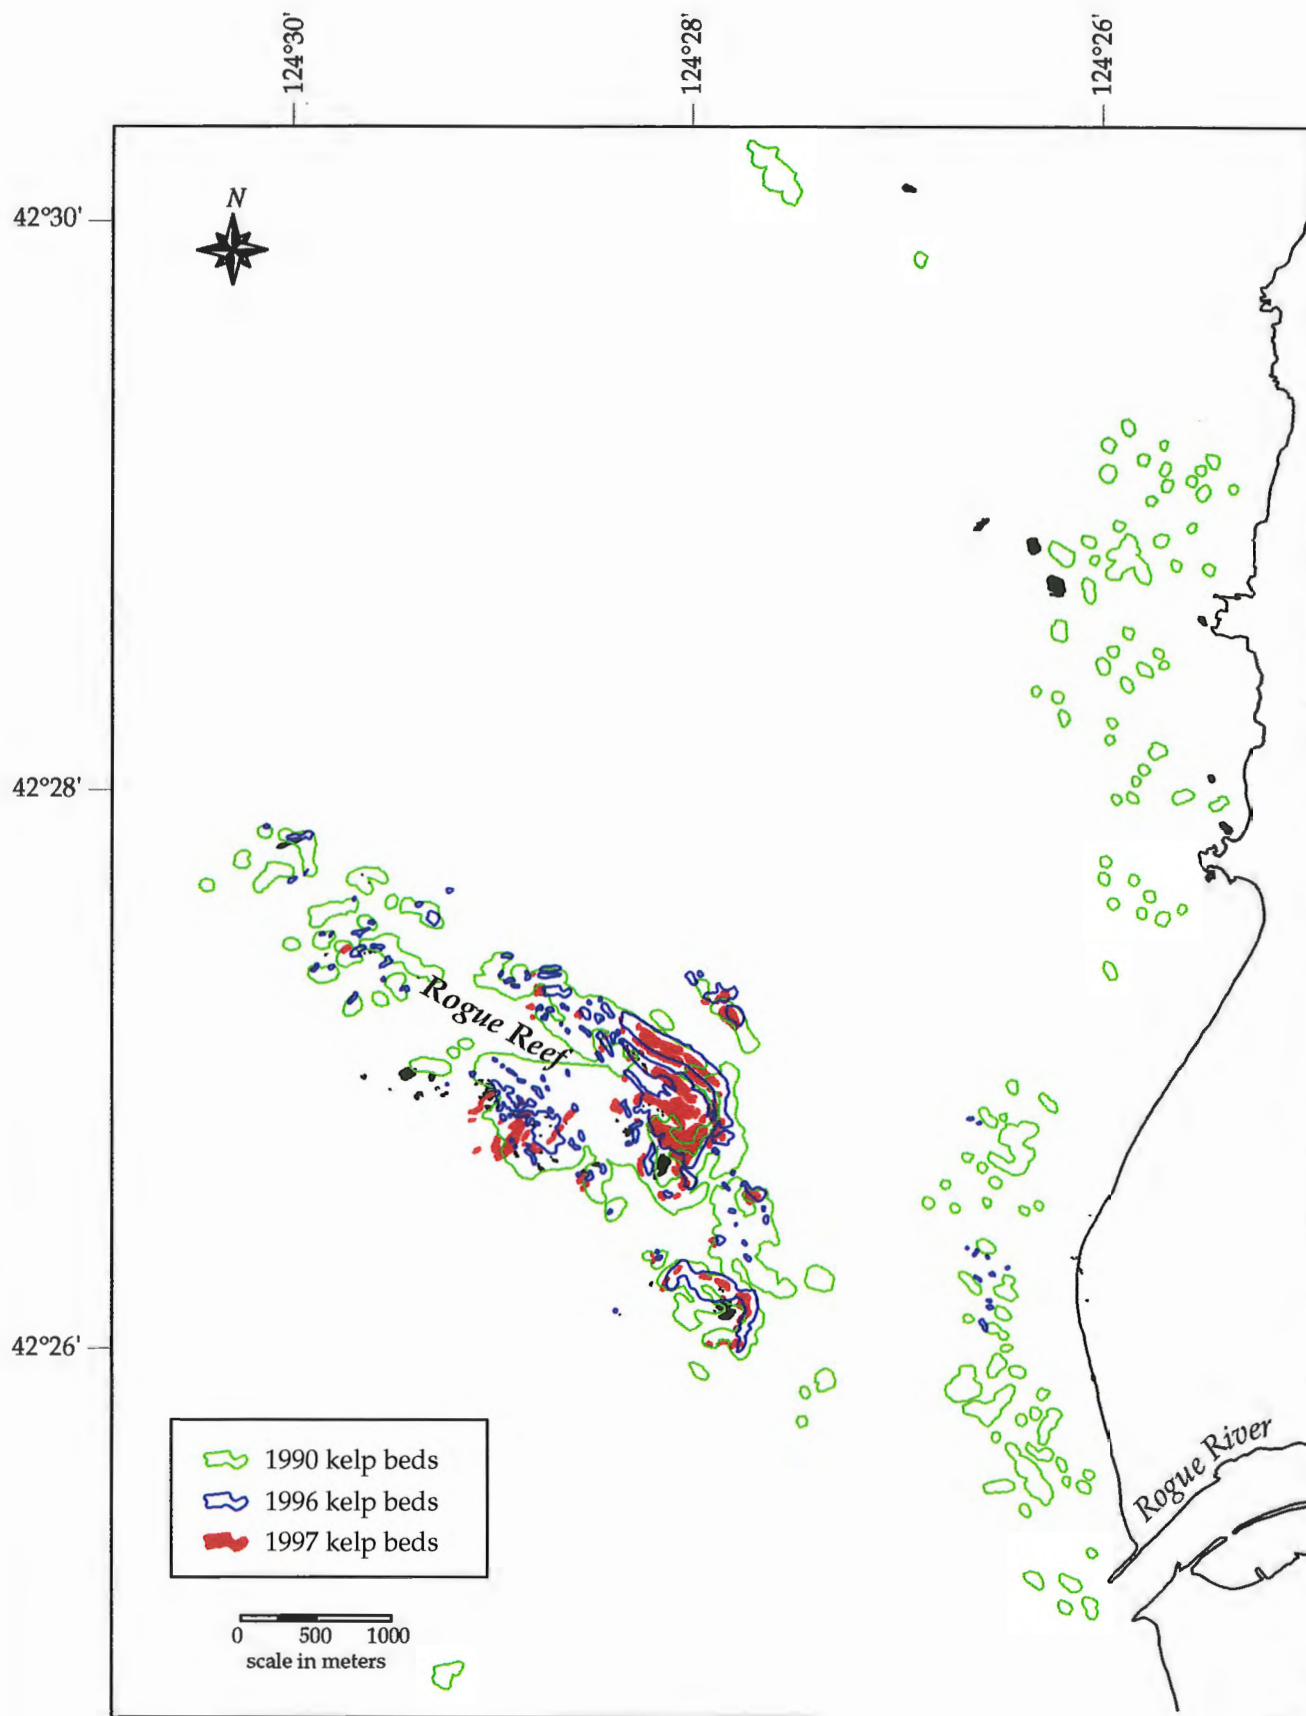 124°30'
124°28'
124°26'
N
42°30'
42°28'
Rogue Reef
42°26'
1990 kelp beds
1996 kelp beds
1997 kelp beds
Rogue River
0 500 1000
scale in meters